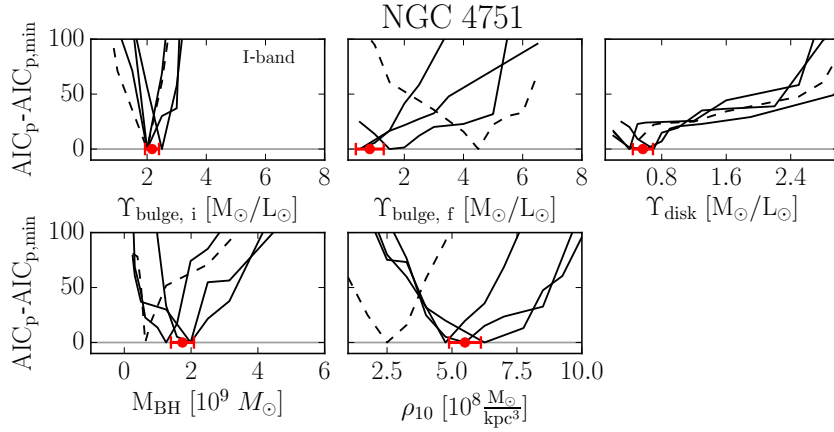 NGC 4751
100
50
0
AIC_p-AIC_p,min
I-band
0 2 4 6 8
0 2 4 6 8
0.8 1.6 2.4
ϒ_bulge, i [M_⊙/L_⊙]
ϒ_bulge, f [M_⊙/L_⊙]
ϒ_disk [M_⊙/L_⊙]
100
50
0
AIC_p-AIC_p,min
0 2 4 6
2.5 5.0 7.5 10.0
M_BH [10^9 M_⊙]
ρ_10 [10^8 M_⊙/kpc^3]